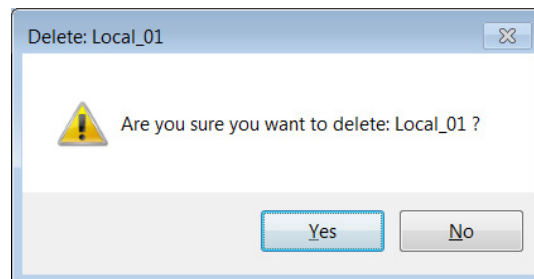 Delete: Local_01
Are you sure you want to delete: Local_01 ?
Yes
No